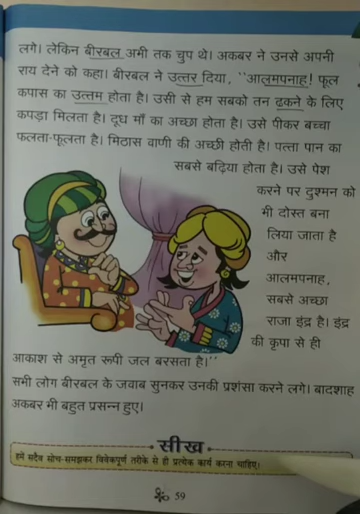 लगे। लेकिन बीरबल अभी तक चुप थे। अकबर ने उनसे अपनी
राय देने को कहा। बीरबल ने उत्तर दिया, ‘‘आलमपनाह! फूल
कपास का उत्तम होता है। उसी से हम सबको तन ढकने के लिए
कपड़ा मिलता है। दूध माँ का अच्छा होता है। उसे पीकर बच्चा
फलता-फूलता है। मिठास वाणी की अच्छी होती है। पत्ता पान का
सबसे बढ़िया होता है। उसे पेश
करने पर दुश्मन को
भी दोस्त बना
लिया जाता है
और
आलमपनाह,
सबसे अच्छा
राजा इंद्र है। इंद्र
की कृपा से ही
आकाश से अमृत रूपी जल बरसता है।’’
सभी लोग बीरबल के जवाब सुनकर उनकी प्रशंसा करने लगे। बादशाह
अकबर भी बहुत प्रसन्न हुए।
सीख
हमें सदैव सोच-समझकर विवेकपूर्ण तरीके से ही प्रत्येक कार्य करना चाहिए।
59